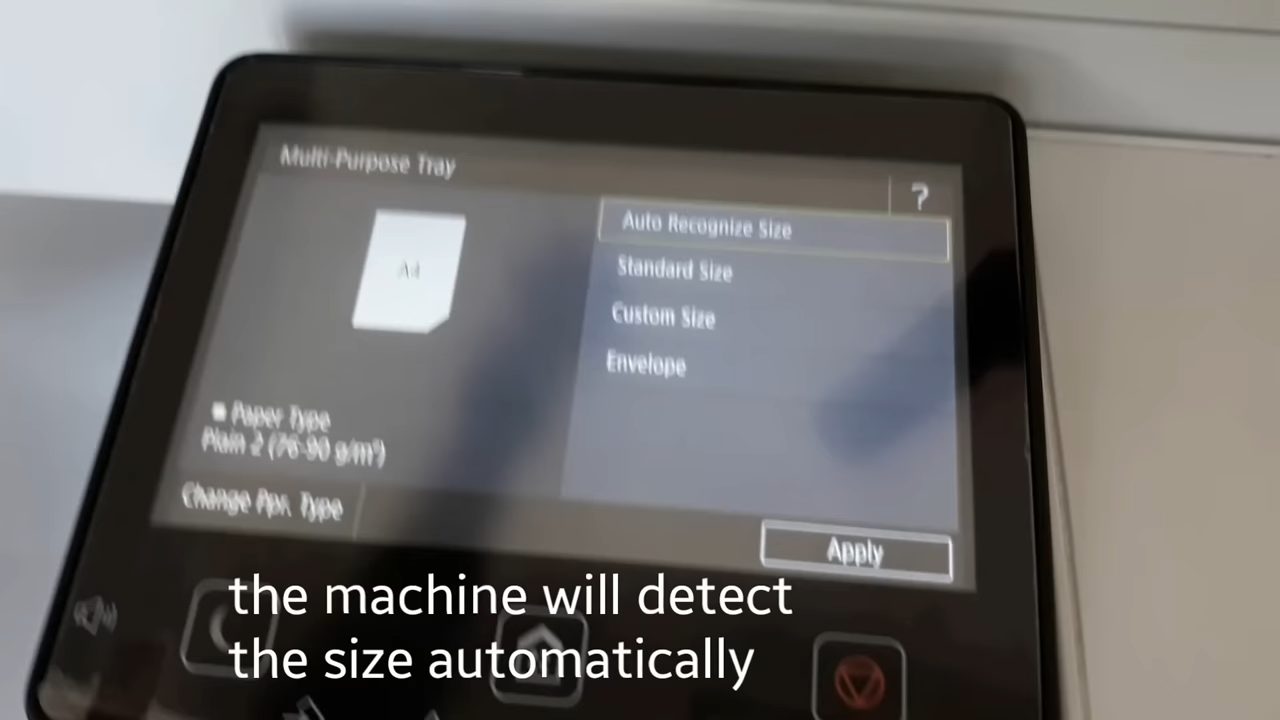 Multi-Purpose Tray
?
A4
Auto Recognize Size
Standard Size
Custom Size
Envelope
Paper Type
Plain 2 (76-90 g/m²)
Change Ppr. Type
Apply
the machine will detect
the size automatically